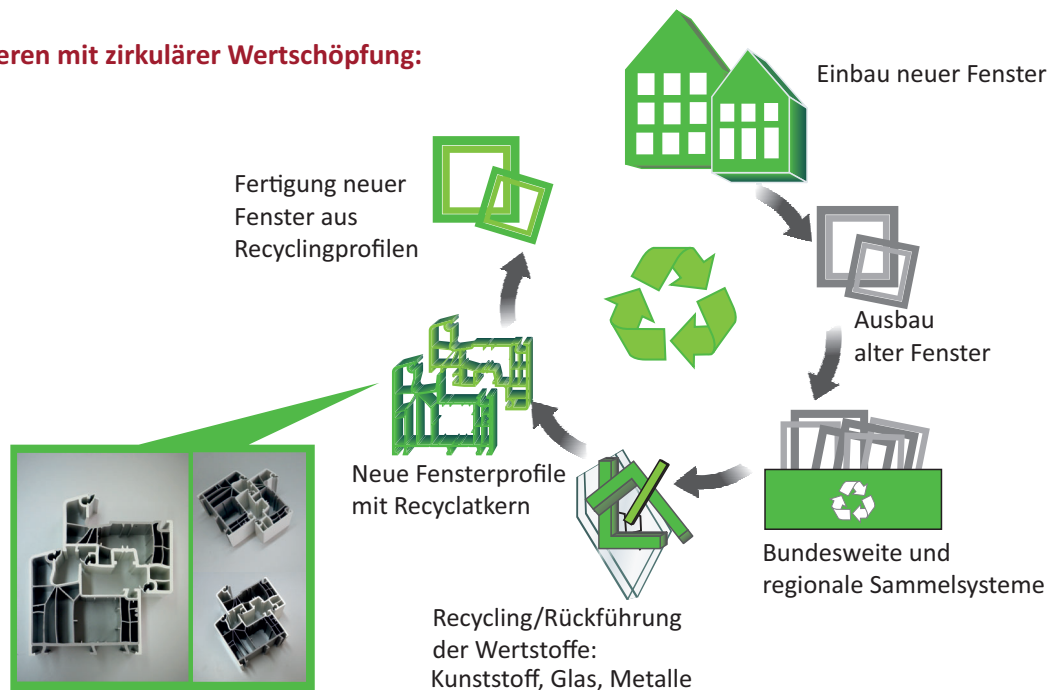 eren mit zirkulärer Wertschöpfung:
Einbau neuer Fenster
Ausbau
alter Fenster
Bundesweite und
regionale Sammelsysteme
Recycling/Rückführung
der Wertstoffe:
Kunststoff, Glas, Metalle
Neue Fensterprofile
mit Recyclatkern
Fertigung neuer
Fenster aus
Recyclingprofilen